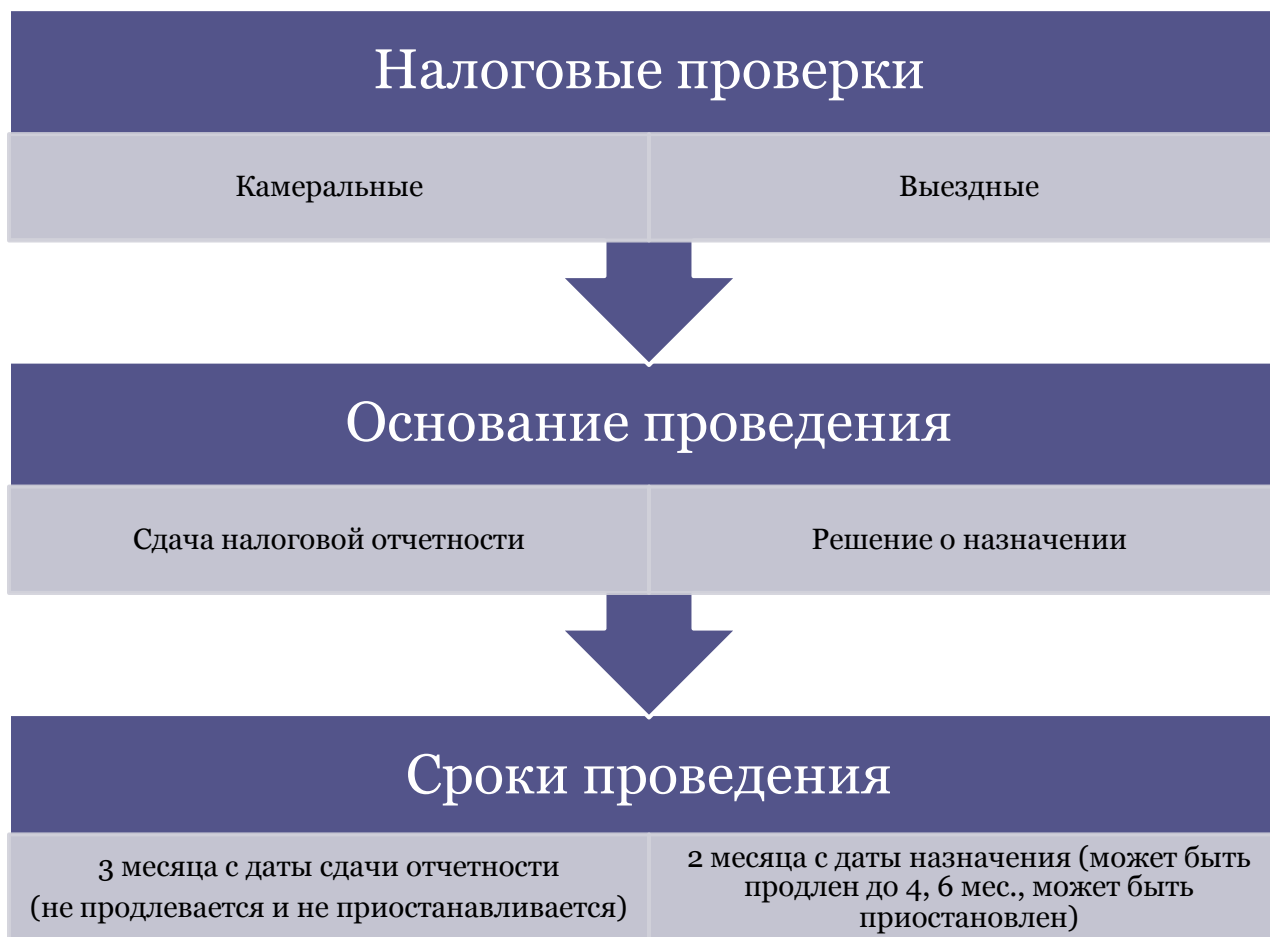 Налоговые проверки
Камеральные
Выездные
Основание проведения
Сдача налоговой отчетности
Решение о назначении
Сроки проведения
3 месяца с даты сдачи отчетности
(не продлевается и не приостанавливается)
2 месяца с даты назначения (может быть
продлен до 4, 6 мес., может быть
приостановлен)